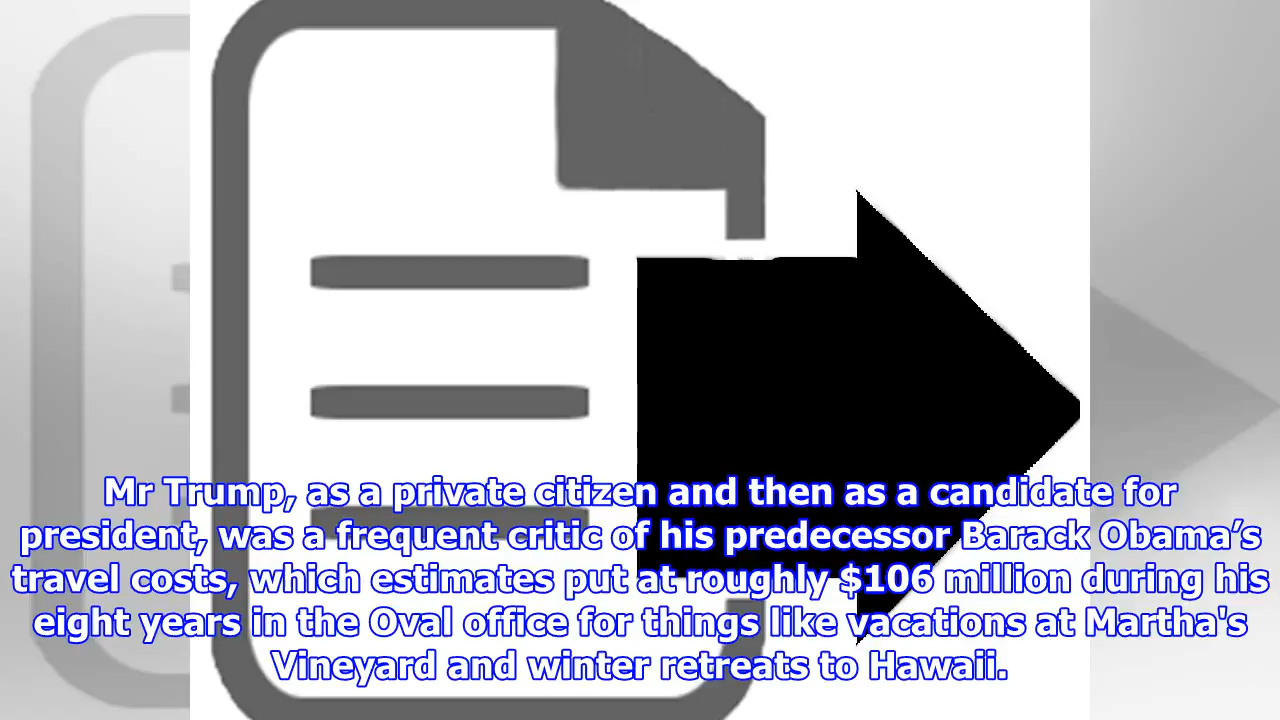 Mr Trump, as a private citizen and then as a candidate for
president, was a frequent critic of his predecessor Barack Obama’s
travel costs, which estimates put at roughly $106 million during his
eight years in the Oval office for things like vacations at Martha's
Vineyard and winter retreats to Hawaii.